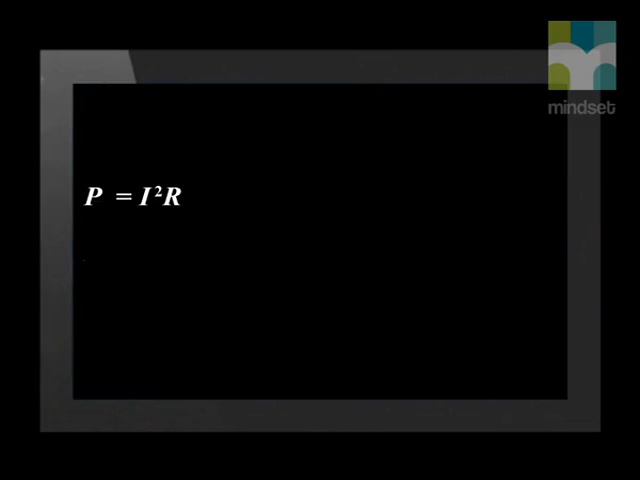 mindset
P = I²R